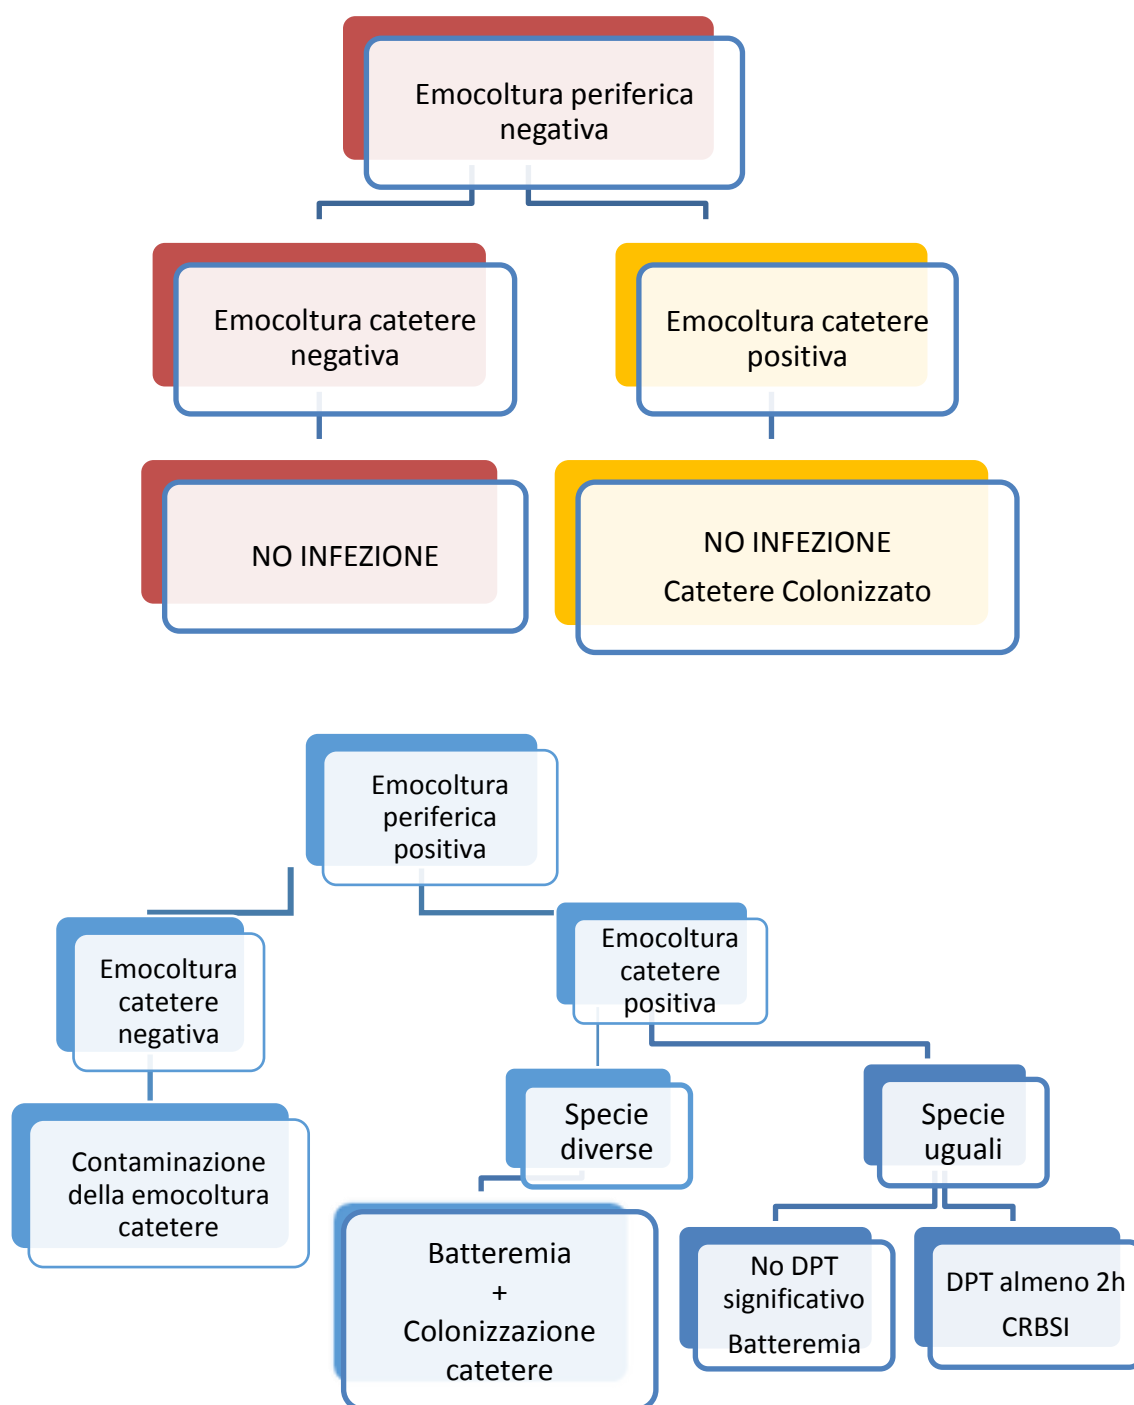 Emocoltura periferica
negativa
Emocoltura catetere
negativa
Emocoltura catetere
positiva
NO INFEZIONE
NO INFEZIONE
Catetere Colonizzato
Emocoltura
periferica
positiva
Emocoltura
catetere
negativa
Emocoltura
catetere
positiva
Contaminazione
della emocoltura
catetere
Specie
diverse
Specie
uguali
Batteremia
+
Colonizzazione
catetere
No DPT
significativo
Batteremia
DPT almeno 2h
CRBSI